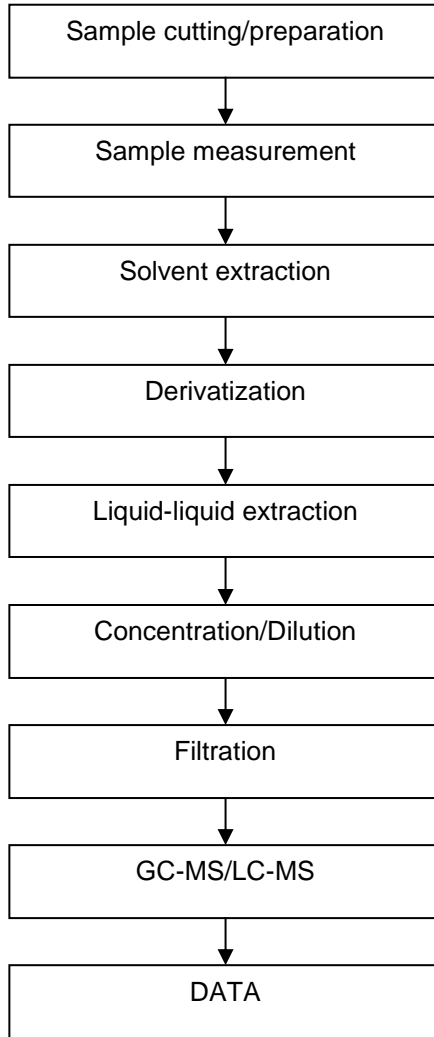 Sample cutting/preparation
Sample measurement
Solvent extraction
Derivatization
Liquid-liquid extraction
Concentration/Dilution
Filtration
GC-MS/LC-MS
DATA